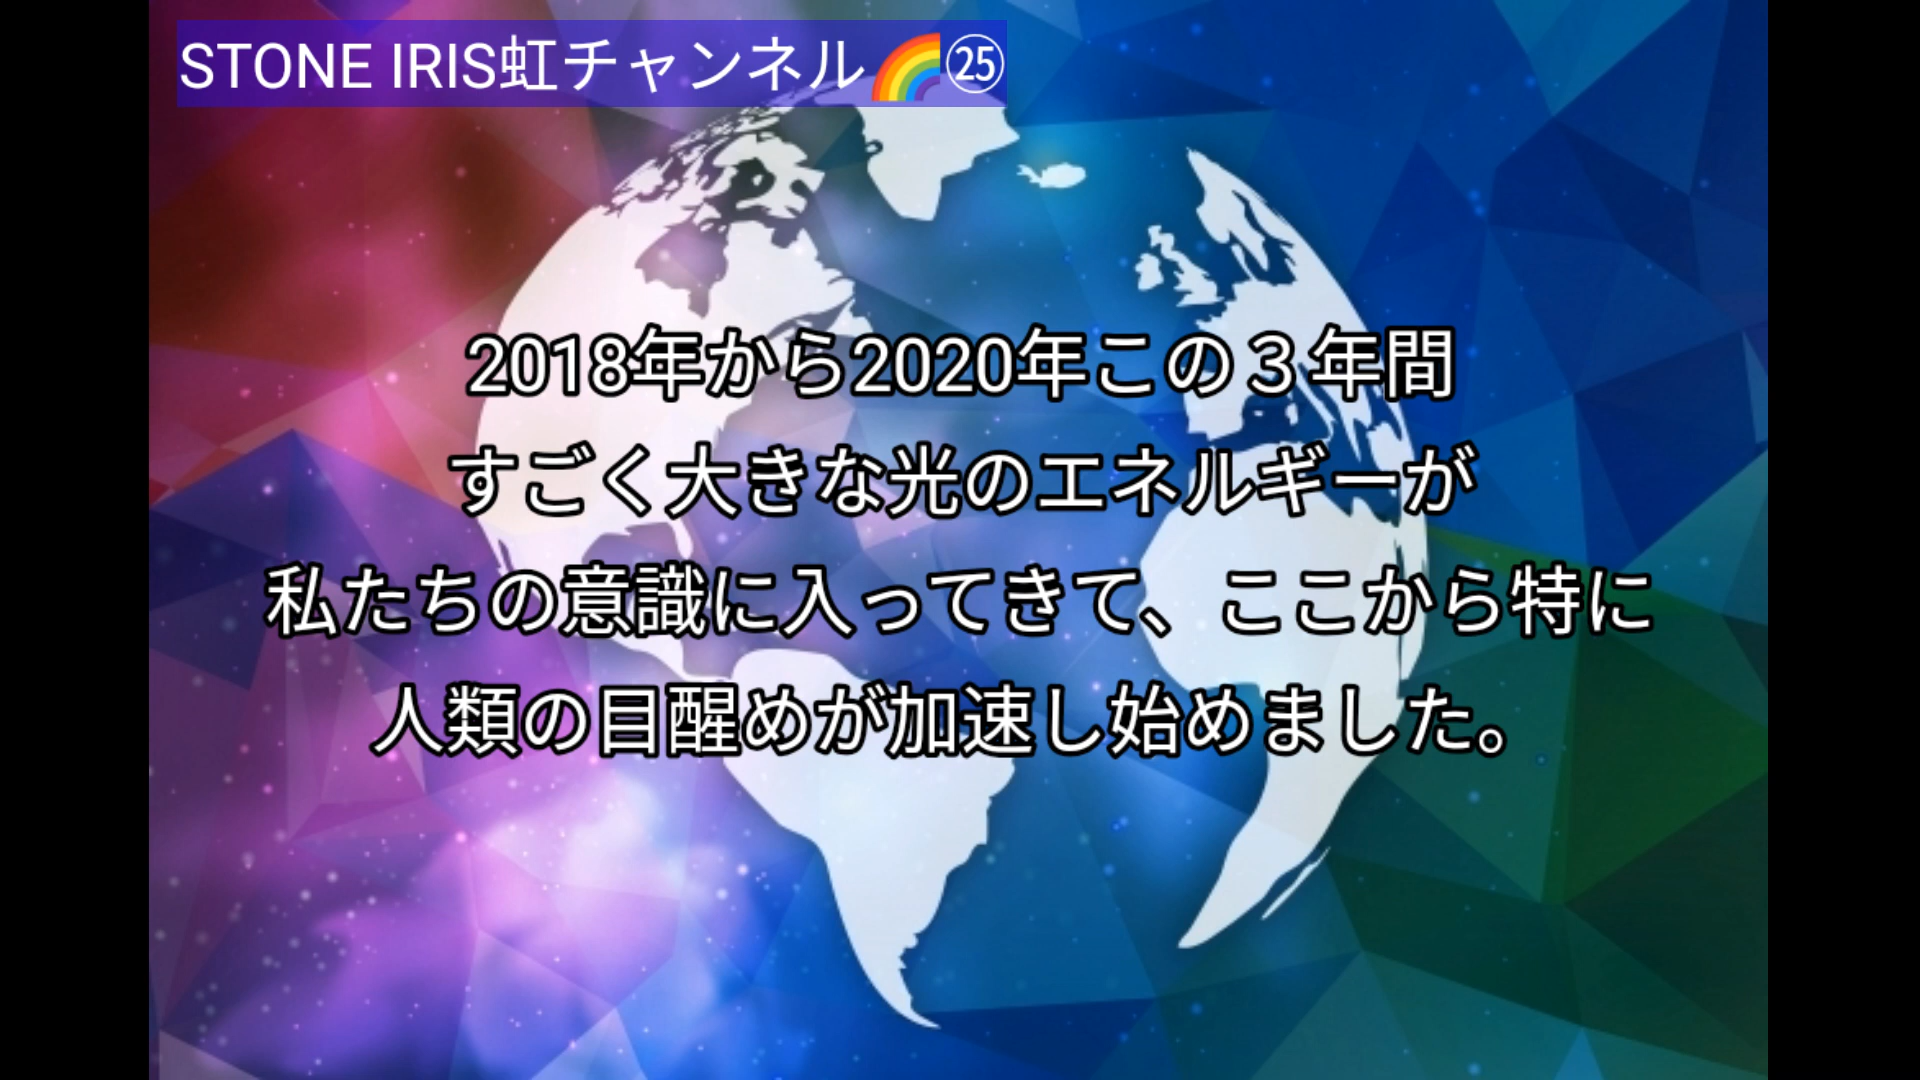 STONE IRIS虹チャンネル🌈㉕
2018年から2020年この３年間
すごく大きな光のエネルギーが
私たちの意識に入ってきて、ここから特に
人類の目醒めが加速し始めました。